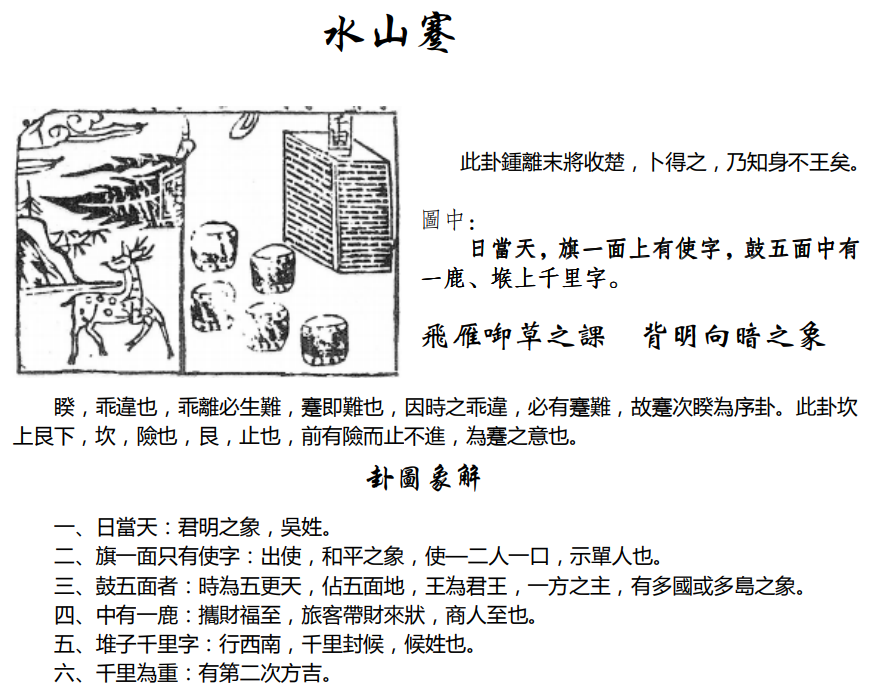 水山蹇
千里
此卦鍾離末將收楚，卜得之，乃知身不王矣。
圖中：
日當天，旗一面上有使字，鼓五面中有
一鹿、堠上千里字。
飛雁啣草之課　背明向暗之象
睽，乖違也，乖離必生難，蹇即難也，因時之乖違，必有蹇難，故蹇次睽為序卦。此卦坎
上艮下，坎，險也，艮，止也，前有險而止不進，為蹇之意也。
卦圖象解
一、日當天：君明之象，吳姓。
二、旗一面只有使字：出使，和平之象，使—二人一口，示單人也。
三、鼓五面者：時為五更天，佔五面地，王為君王，一方之主，有多國或多島之象。
四、中有一鹿：攜財福至，旅客帶財來狀，商人至也。
五、堆子千里字：行西南，千里封候，候姓也。
六、千里為重：有第二次方吉。